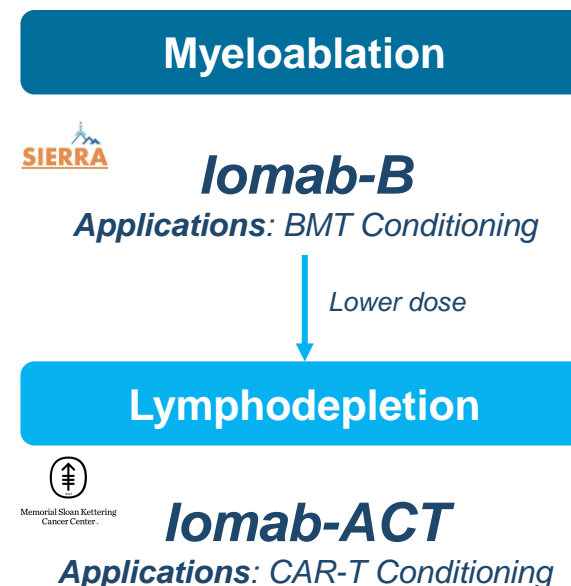 Myeloablation
SIERRA
Iomab-B
Applications: BMT Conditioning
Lower dose
Lymphodepletion
Memorial Sloan Kettering
Cancer Center
Iomab-ACT
Applications: CAR-T Conditioning